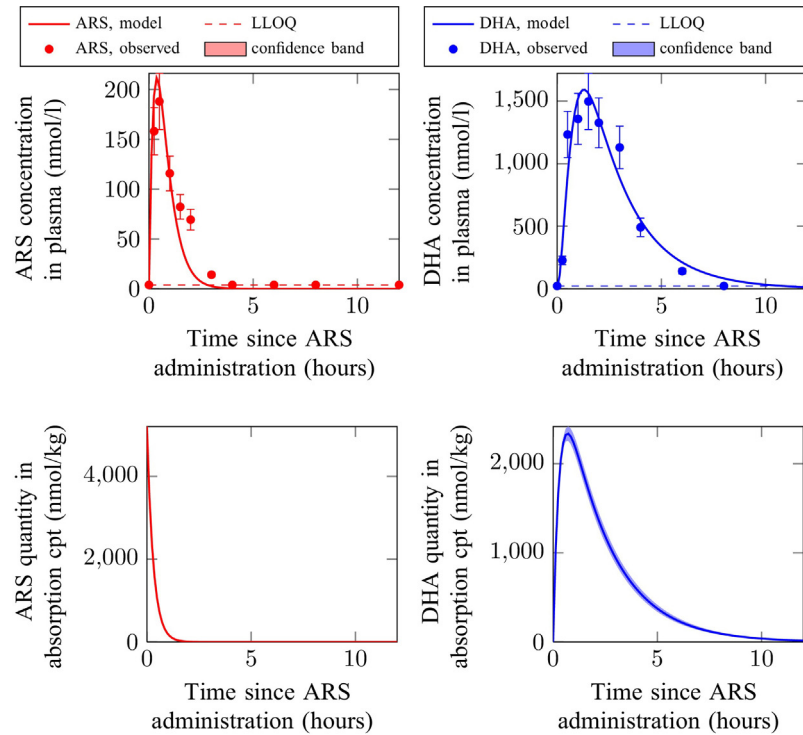 ARS, model
LLOQ
ARS, observed
confidence band
DHA, model
LLOQ
DHA, observed
confidence band
200
150
100
50
0
0
5
10
ARS concentration
in plasma (nmol/l)
Time since ARS
administration (hours)
1,500
1,000
500
0
0
5
10
DHA concentration
in plasma (nmol/l)
Time since ARS
administration (hours)
4,000
2,000
0
0
5
10
ARS quantity in
absorption cpt (nmol/kg)
Time since ARS
administration (hours)
2,000
1,000
0
0
5
10
DHA quantity in
absorption cpt (nmol/kg)
Time since ARS
administration (hours)